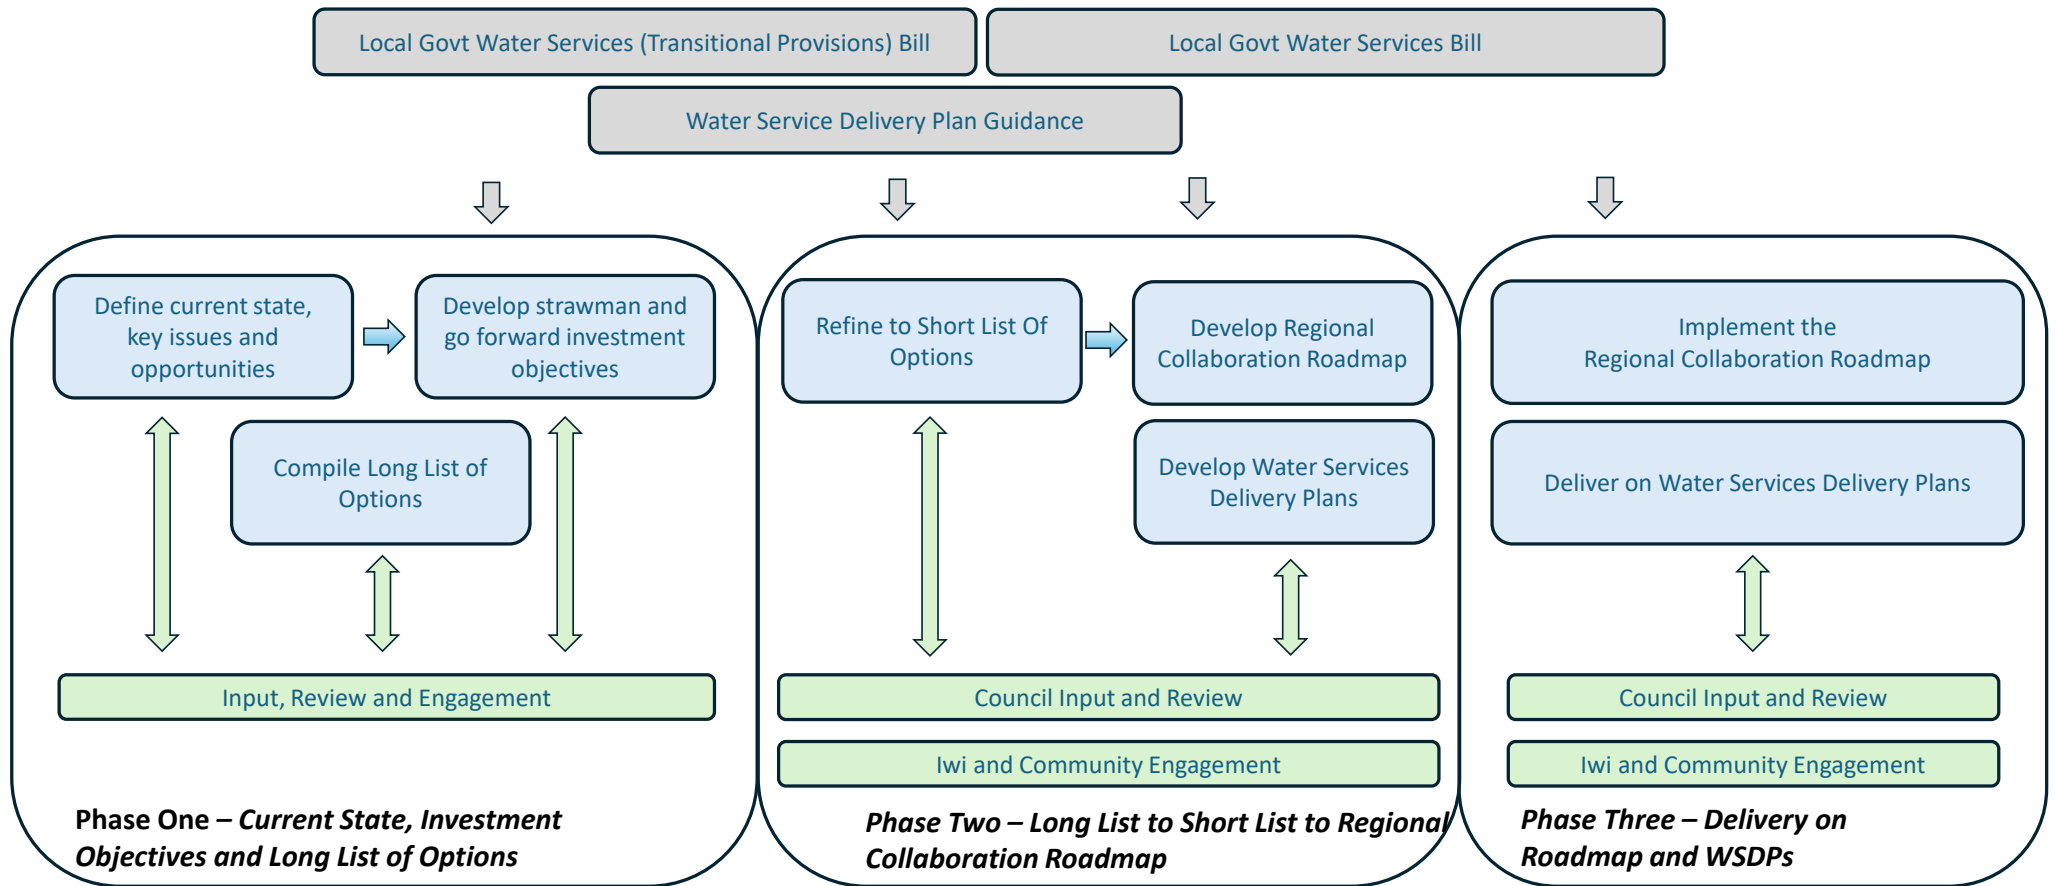 Local Govt Water Services (Transitional Provisions) Bill
Local Govt Water Services Bill
Water Service Delivery Plan Guidance
Define current state,
key issues and
opportunities
Develop strawman and
go forward investment
objectives
Compile Long List of
Options
Input, Review and Engagement
Phase One – Current State, Investment
Objectives and Long List of Options
Refine to Short List Of
Options
Develop Regional
Collaboration Roadmap
Develop Water Services
Delivery Plans
Council Input and Review
Iwi and Community Engagement
Phase Two – Long List to Short List to Regional
Collaboration Roadmap
Implement the
Regional Collaboration Roadmap
Deliver on Water Services Delivery Plans
Council Input and Review
Iwi and Community Engagement
Phase Three – Delivery on
Roadmap and WSDPs